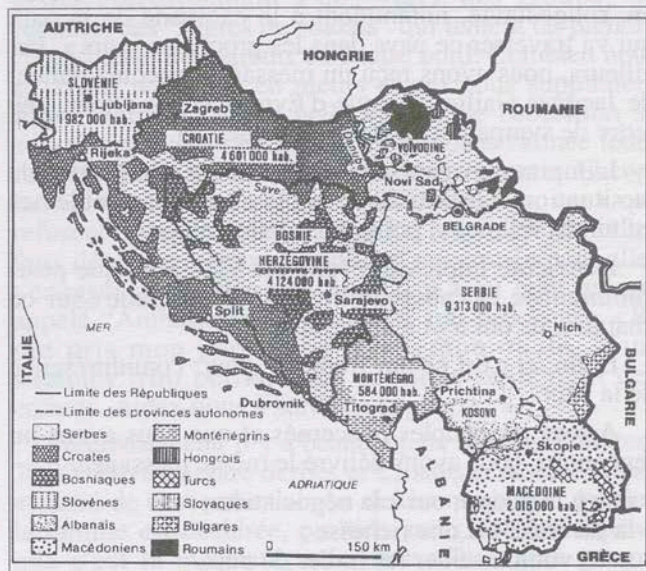 AUTRICHE
HONGRIE
SLOVÉNIE
Ljubljana
1 982 000 hab.
Zagreb
ROUMANIE
CROATIE
4 601 000 hab.
Rijeka
Danube
VOÏVODINE
Novi Sad
Save
BELGRADE
BOSNIE-
HERZÉGOVINE
4 124 000 hab.
Sarajevo
SERBIE
9 313 000 hab.
Split
Nich
MER
ITALIE
MONTÉNÉGRO
584 000 hab.
Titograd
Prichtina
KOSOVO
BULGRIE
Limite des Républiques
Limite des provinces autonomes
Dubrovnik
Skopje
Serbes
Monténégrins
Croates
Hongrois
Bosniaques
Turcs
Slovènes
Slovaques
Albanais
Bulgares
Macédoniens
Roumains
ADRIATIQUE
ALBANIE
MACÉDOINE
2 015 000 hab.
0 150 km
GRÈCE